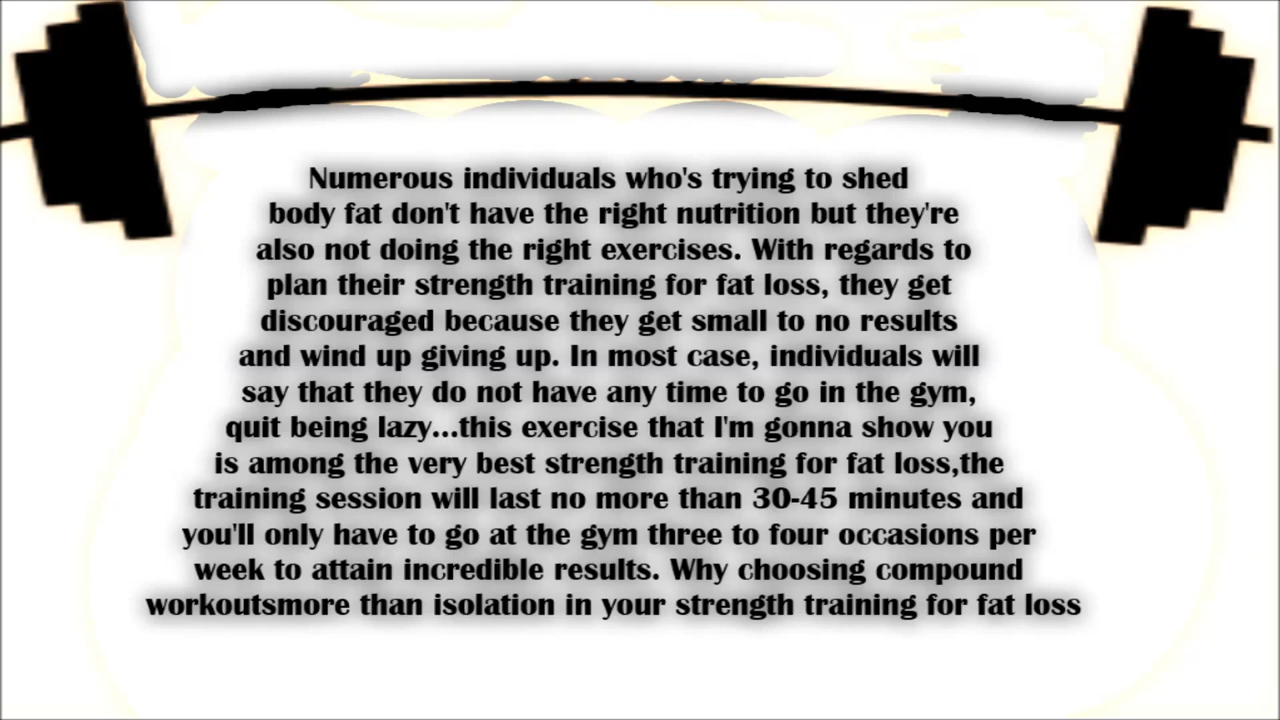 Numerous individuals who's trying to shed
body fat don't have the right nutrition but they're
also not doing the right exercises. With regards to
plan their strength training for fat loss, they get
discouraged because they get small to no results
and wind up giving up. In most case, individuals will
say that they do not have any time to go in the gym,
quit being lazy...this exercise that I'm gonna show you
is among the very best strength training for fat loss,the
training session will last no more than 30-45 minutes and
you'll only have to go at the gym three to four occasions per
week to attain incredible results. Why choosing compound
workoutsmore than isolation in your strength training for fat loss